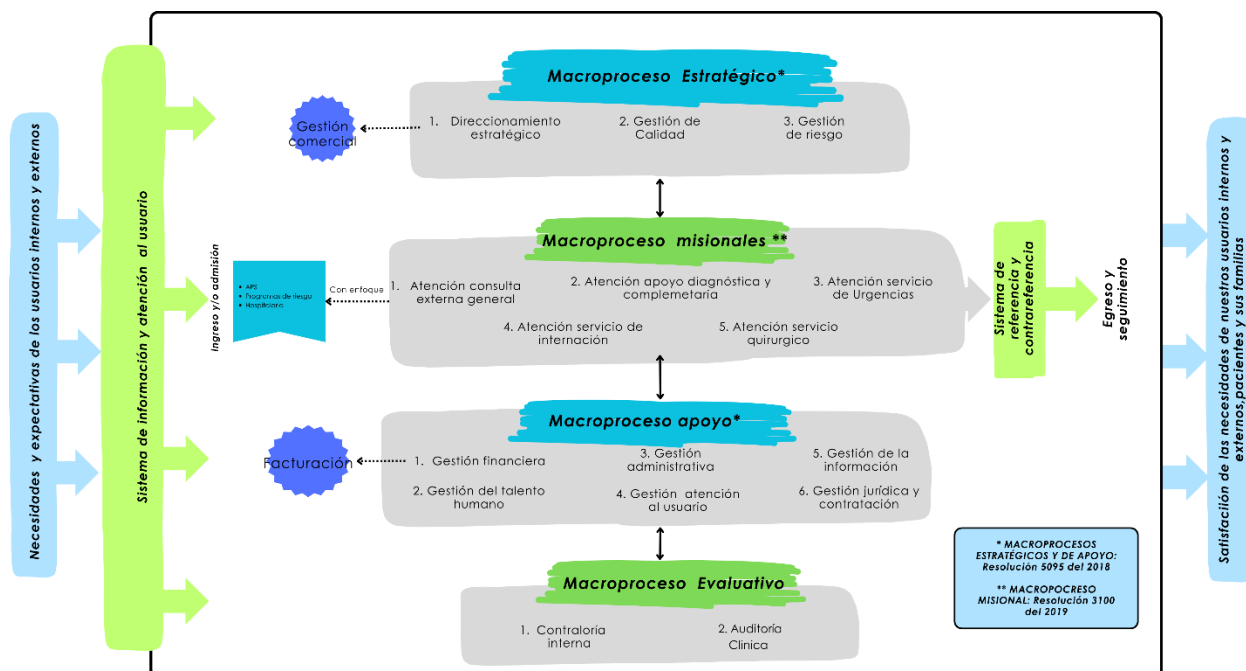 Necesidades y expectativas de los usuarios internos y externos
Sistema de información y atención al usuario
Macroproceso Estratégico*
Gestión
comercial
1. Direccionamiento
estratégico
2. Gestión de
Calidad
3. Gestión
de riesgo
Macroproceso misionales **
ingreso y/o admisión
• APS
• Programas de riesgo
• Hospitalario
Con enfoque
1. Atención consulta
externa general
2. Atención apoyo diagnóstica y
complemetaría
3. Atención servicio
de Urgencias
4. Atención servicio de
internación
5. Atención servicio
quirurgico
Sistema de
referencia y
contrareferencia
Egreso y
seguimiento
Macroproceso apoyo*
Facturación
1. Gestión financiera
2. Gestión del talento
humano
3. Gestión
administrativa
4. Gestión atención
al usuario
5. Gestión de la
información
6. Gestión jurídica y
contratación
Macroproceso Evaluativo
1. Contraloría
interna
2. Auditoría
Clinica
* MACROPROCESOS
ESTRATÉGICOS Y DE APOYO:
Resolución 5095 del 2018
** MACROPOCRESO
MISIONAL: Resolución 3100
del 2019
Satisfaciión de las necesidades de nuestros usuarios internos y
externos,pacientes y sus familias